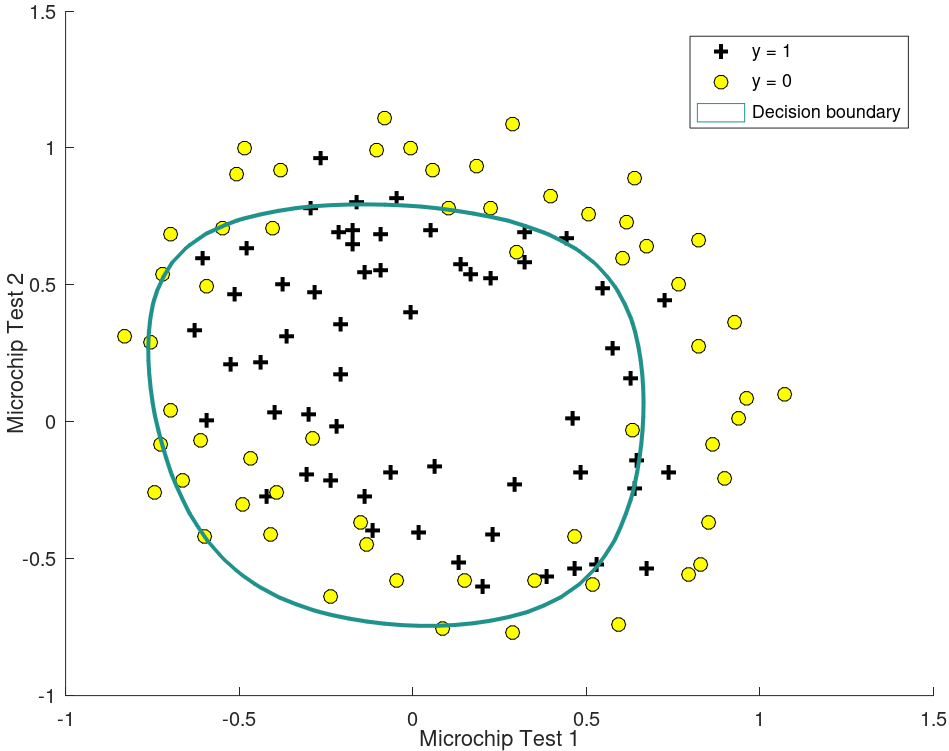 1.5
y = 1
y = 0
Decision boundary
1
0.5
0
-0.5
-1
Microchip Test 2
-1
-0.5
0
0.5
1
1.5
Microchip Test 1